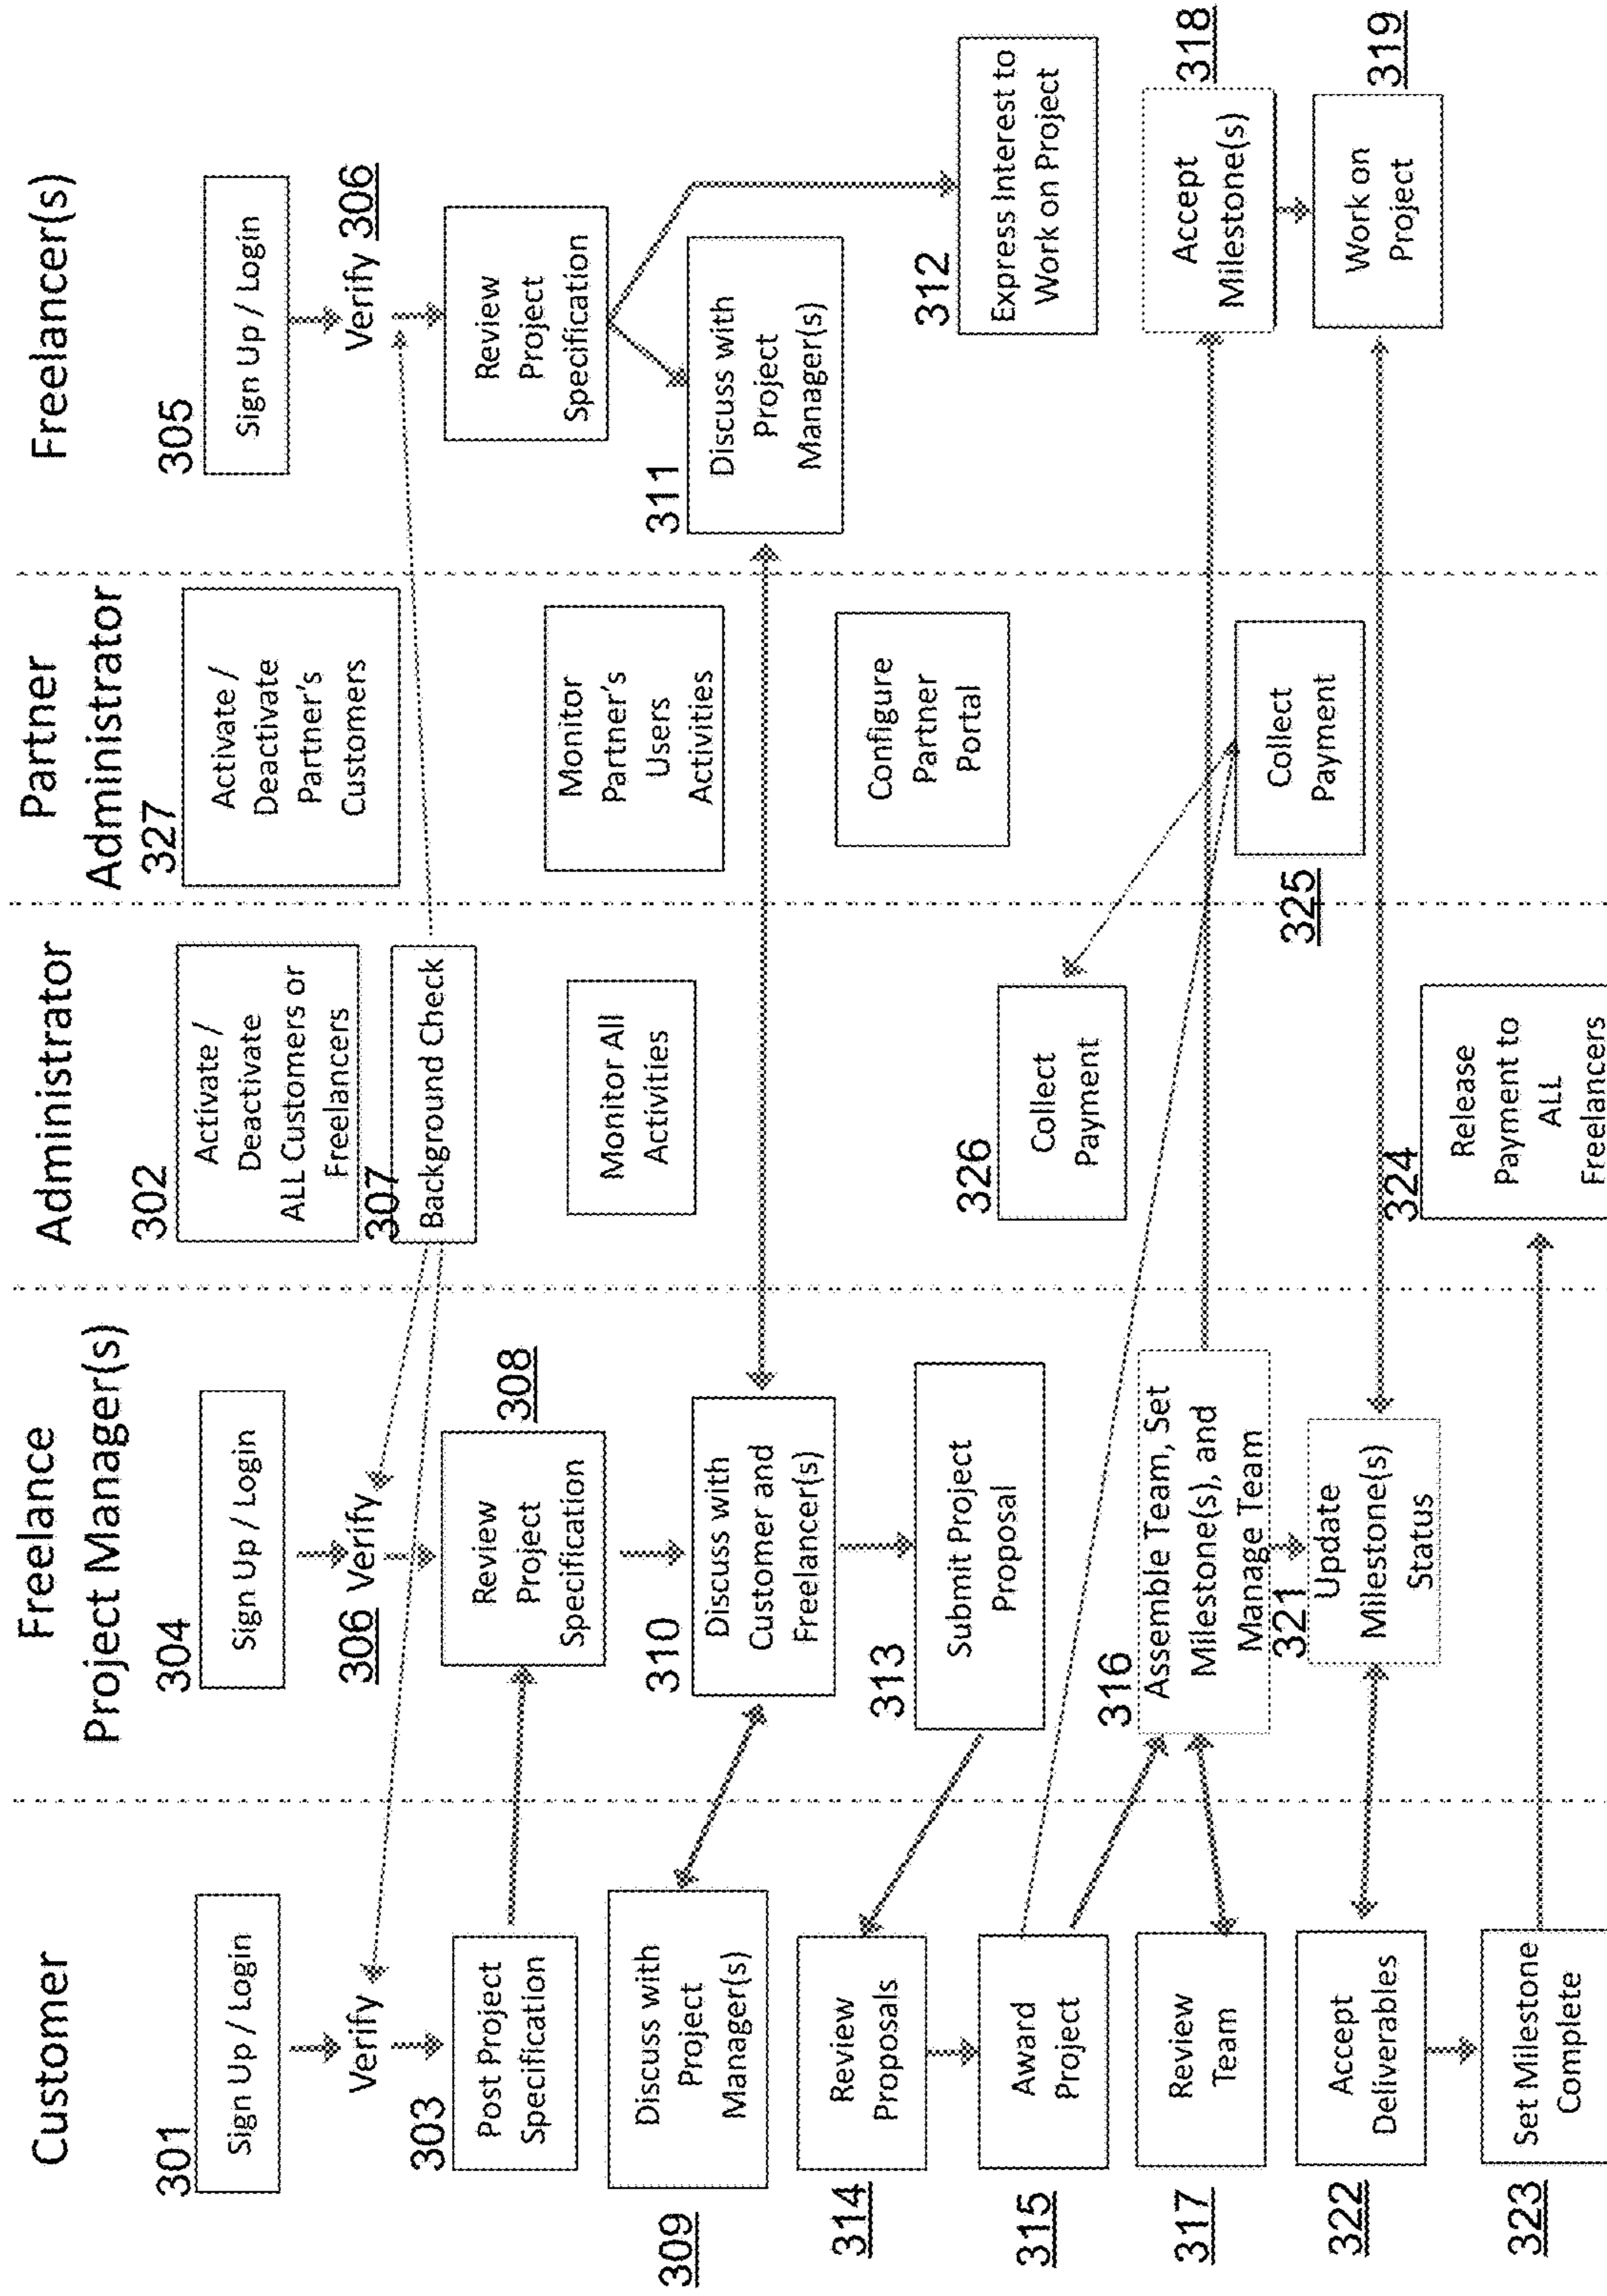 Customer
301
Sign Up / Login
Verify
303
Post Project
Specification
309
Discuss with
Project
Manager(s)
314
Review
Proposals
315
Award
Project
317
Review
Team
322
Accept
Deliverables
323
Set Milestone
Complete
Freelance
Project Manager(s)
304
Sign Up / Login
306 Verify
308
Review
Project
Specification
310
Discuss with
Customer and
Freelancer(s)
313
Submit Project
Proposal
316
Assemble Team, Set
Milestone(s), and
Manage Team
321
Update
Milestone(s)
Status
Administrator
302
Activate /
Deactivate
ALL Customers or
Freelancers
307
Background Check
Monitor All
Activities
326
Collect
Payment
324
Release
Payment to
ALL
Freelancers
Partner
Administrator
327
Activate /
Deactivate
Partner's
Customers
Monitor
Partner's
Users
Activities
Configure
Partner
Portal
Collect
Payment
325
Freelancer(s)
305
Sign Up / Login
Verify 306
Review
Project
Specification
311
Discuss with
Project
Manager(s)
312
Express Interest to
Work on Project
318
Accept
Milestone(s)
319
Work on
Project